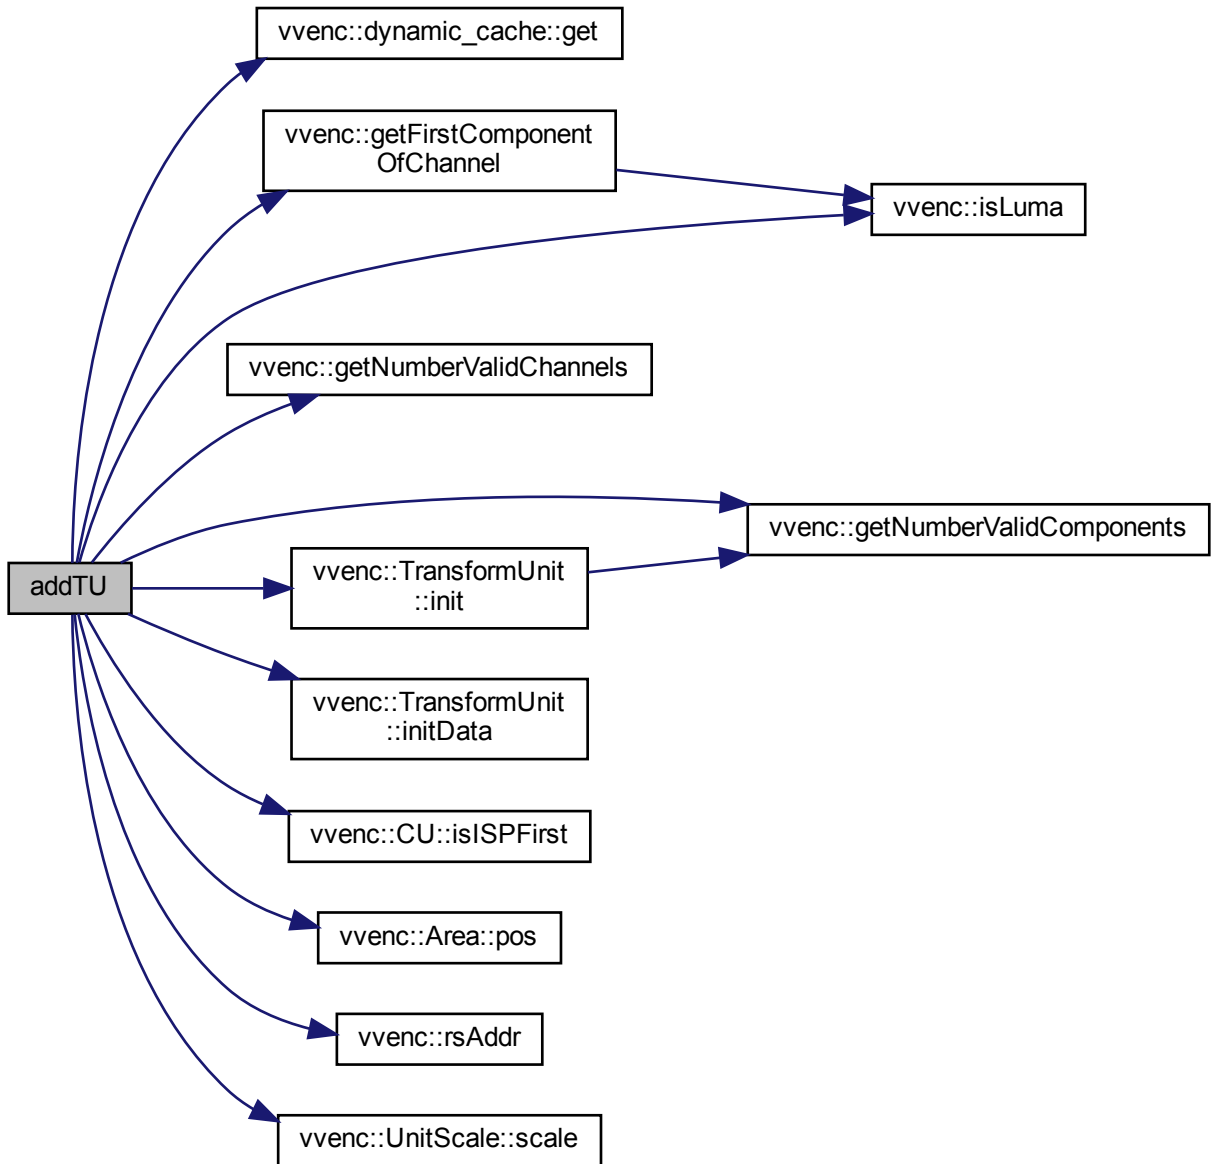 vvenc::dynamic_cache::get
vvenc::getFirstComponent
OfChannel
vvenc::isLuma
vvenc::getNumberValidChannels
vvenc::getNumberValidComponents
addTU
vvenc::TransformUnit
::init
vvenc::TransformUnit
::initData
vvenc::CU::isISPFirst
vvenc::Area::pos
vvenc::rsAddr
vvenc::UnitScale::scale